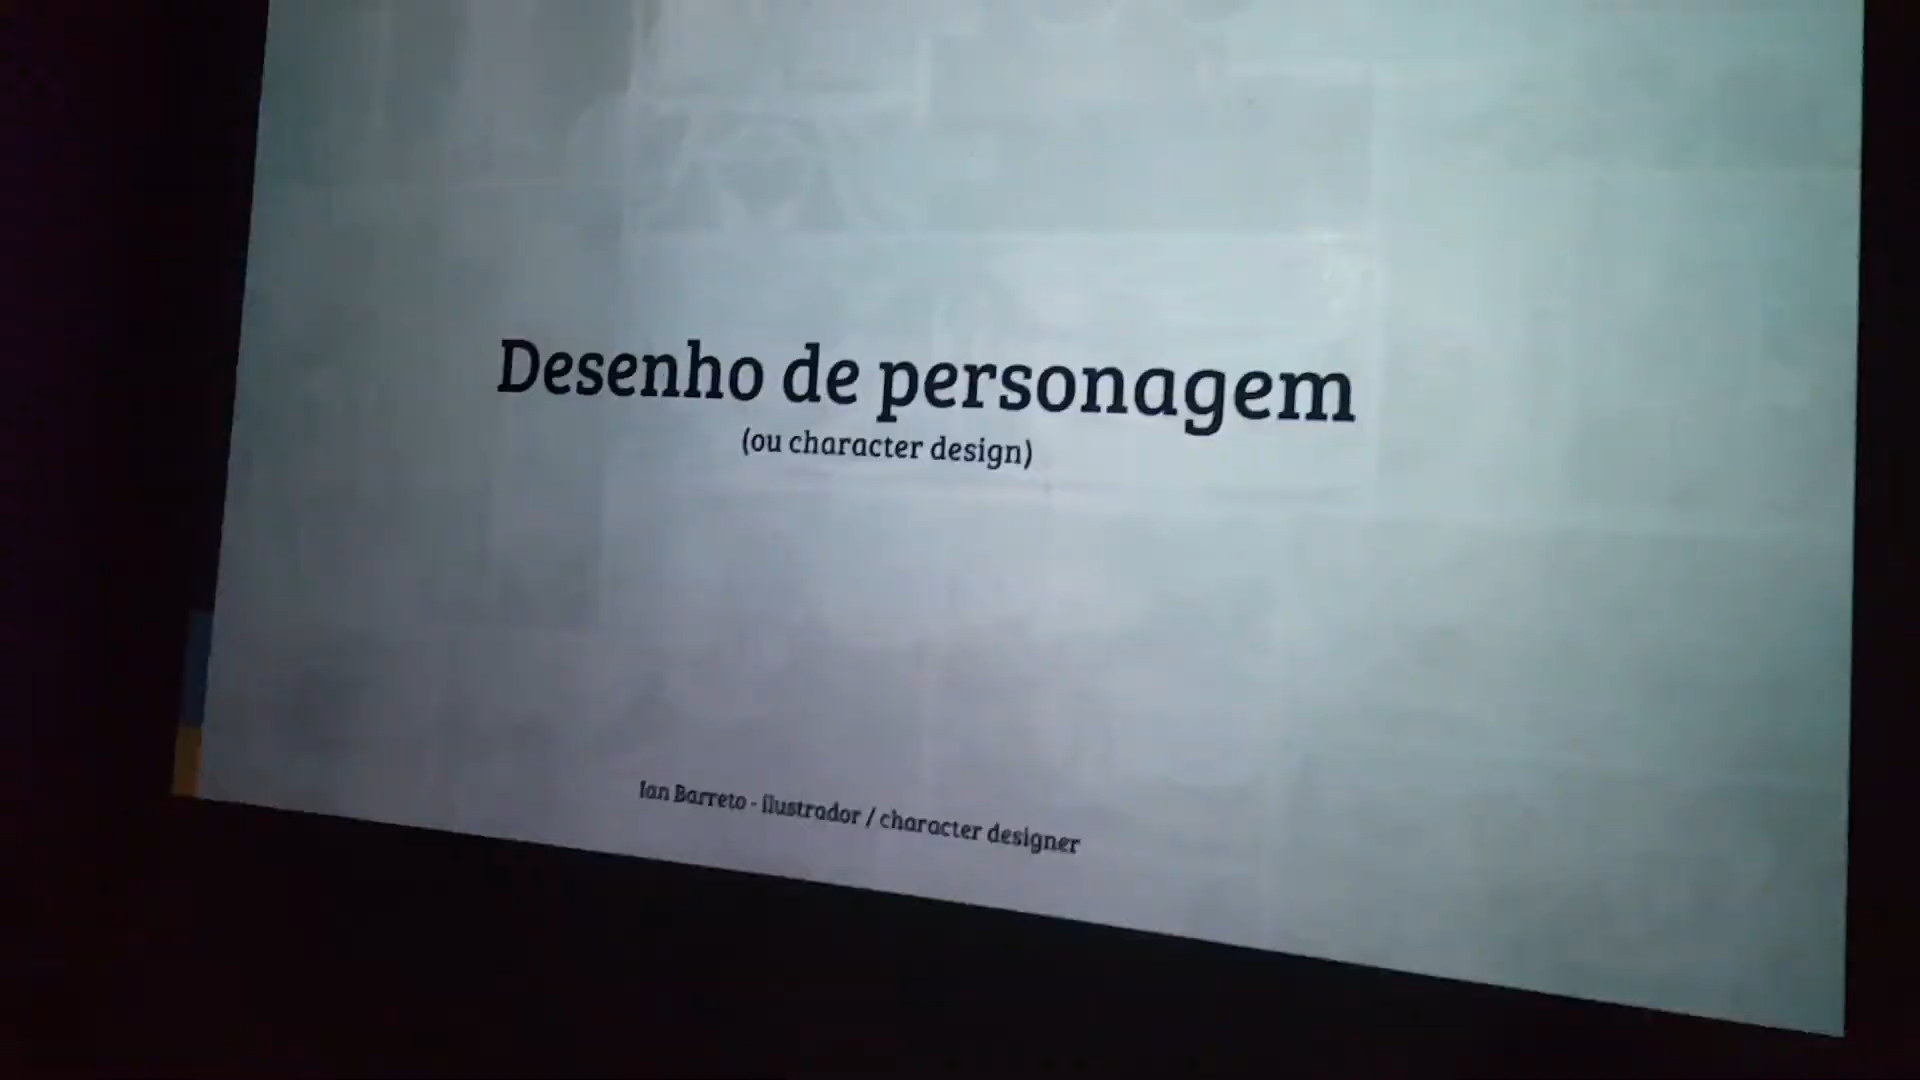 Desenho de personagem
(ou character design)
Ian Barreto - ilustrador / character designer